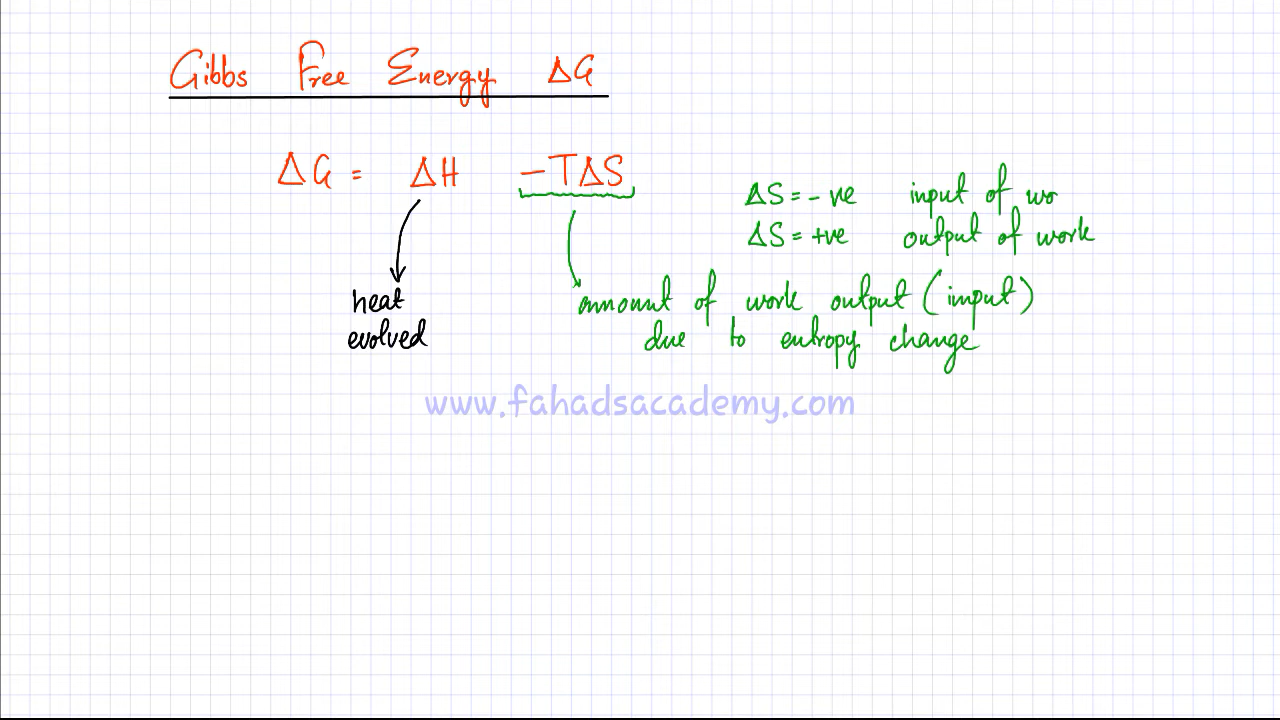 Gibbs Free Energy ΔG
ΔG = ΔH - TΔS
ΔS = - ve input of wo
ΔS = +ve output of work
heat
evolved
amount of work output (input)
due to entropy change
www.fahadsacademy.com